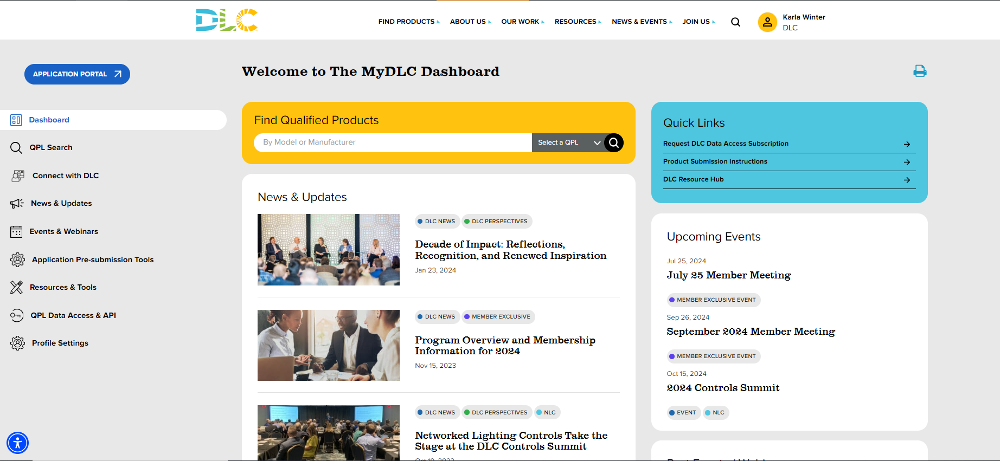 DLC
FIND PRODUCTS
ABOUT US
OUR WORK
RESOURCES
NEWS & EVENTS
JOIN US
Karla Winter
DLC
APPLICATION PORTAL
Dashboard
QPL Search
Connect with DLC
News & Updates
Events & Webinars
Application Pre-submission Tools
Resources & Tools
QPL Data Access & API
Profile Settings
Welcome to The MyDLC Dashboard
Find Qualified Products
By Model or Manufacturer
Select a QPL
News & Updates
DLC NEWS
DLC PERSPECTIVES
Decade of Impact: Reflections,
Recognition, and Renewed Inspiration
Jan 23, 2024
DLC NEWS
MEMBER EXCLUSIVE
Program Overview and Membership
Information for 2024
Nov 15, 2023
DLC NEWS
DLC PERSPECTIVES
NLC
Networked Lighting Controls Take the
Stage at the DLC Controls Summit
Quick Links
Request DLC Data Access Subscription
Product Submission Instructions
DLC Resource Hub
Upcoming Events
Jul 25, 2024
July 25 Member Meeting
MEMBER EXCLUSIVE EVENT
Sep 26, 2024
September 2024 Member Meeting
MEMBER EXCLUSIVE EVENT
Oct 15, 2024
2024 Controls Summit
EVENT
NLC